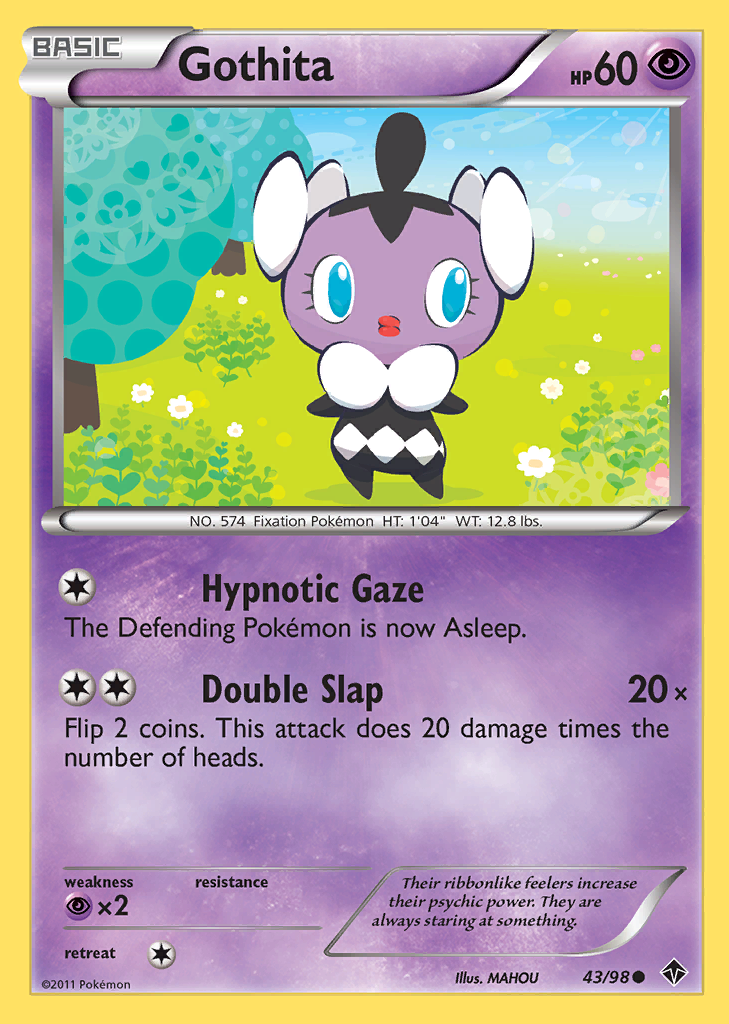 BASIC
Gothita
HP60
NO. 574 Fixation Pokémon HT: 1'04" WT: 12.8 lbs.
Hypnotic Gaze
The Defending Pokémon is now Asleep.
Double Slap 20×
Flip 2 coins. This attack does 20 damage times the
number of heads.
weakness resistance
×2
Their ribbonlike feelers increase
their psychic power. They are
always staring at something.
retreat
©2011 Pokémon
Illus. MAHOU 43/98